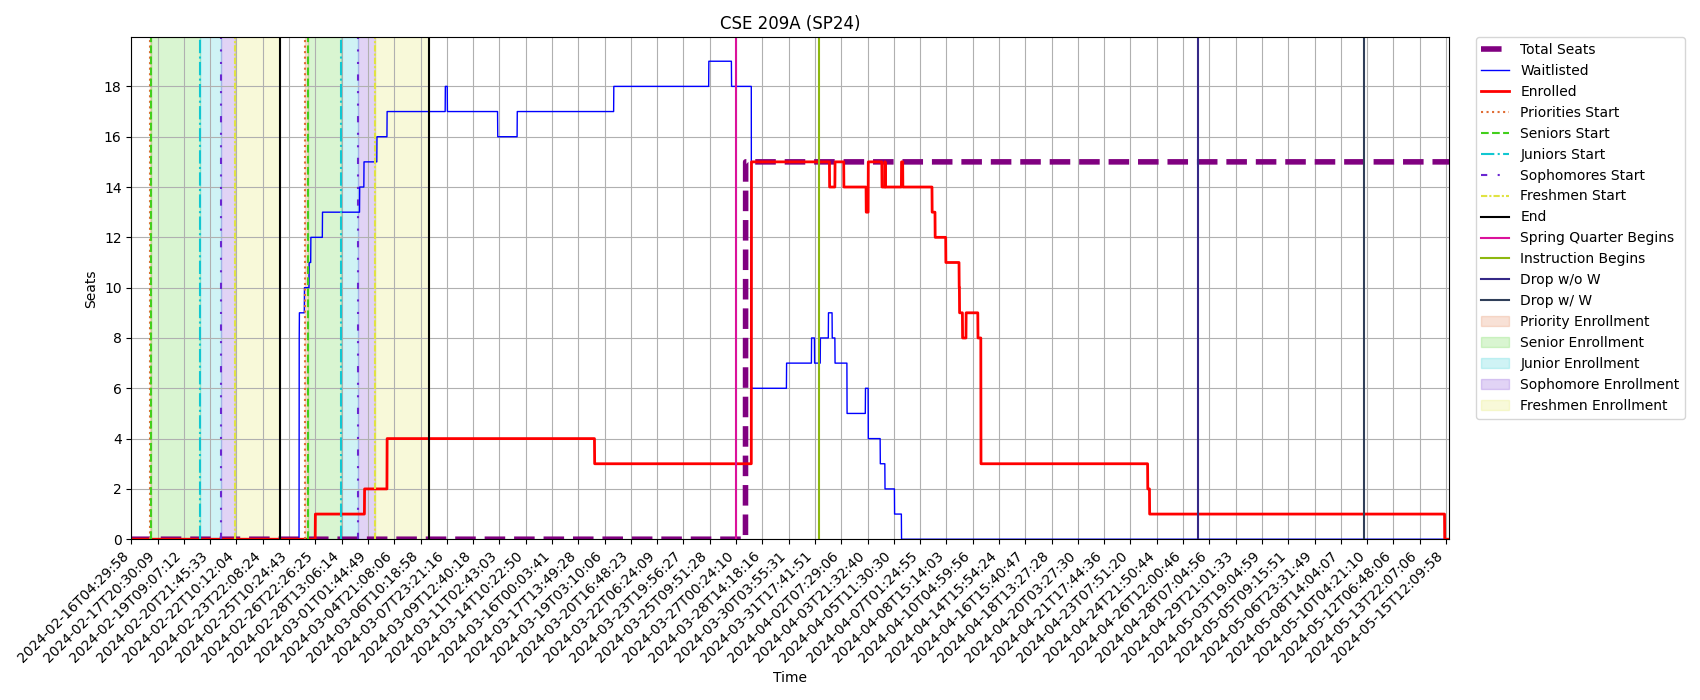 CSE 209A (SP24)
Seats
18
16
14
12
10
8
6
4
2
0
2024-02-16T04:29:58
2024-02-17T20:30:09
2024-02-19T09:07:12
2024-02-20T21:45:33
2024-02-22T10:12:04
2024-02-23T22:08:24
2024-02-25T10:24:43
2024-02-26T22:26:25
2024-02-28T13:06:14
2024-03-01T01:44:49
2024-03-04T21:08:06
2024-03-06T10:18:58
2024-03-07T23:21:16
2024-03-09T12:40:18
2024-03-11T02:43:03
2024-03-14T10:22:50
2024-03-16T00:03:41
2024-03-17T13:49:28
2024-03-19T03:10:06
2024-03-20T16:48:23
2024-03-22T06:24:09
2024-03-23T19:56:27
2024-03-25T09:51:28
2024-03-27T00:24:10
2024-03-28T14:18:16
2024-03-30T03:55:31
2024-03-31T17:41:51
2024-04-02T07:29:06
2024-04-03T21:32:40
2024-04-05T11:30:30
2024-04-07T01:24:55
2024-04-08T15:14:03
2024-04-10T04:59:56
2024-04-14T15:54:24
2024-04-16T15:40:47
2024-04-18T13:27:28
2024-04-20T03:27:30
2024-04-21T17:44:36
2024-04-23T07:51:20
2024-04-24T21:50:44
2024-04-26T12:00:46
2024-04-28T07:04:56
2024-04-29T21:01:33
2024-05-03T19:04:59
2024-05-05T09:15:51
2024-05-06T23:31:49
2024-05-08T14:04:07
2024-05-10T04:21:10
2024-05-12T06:48:06
2024-05-13T22:07:06
2024-05-15T12:09:58
Time
Total Seats
Waitlisted
Enrolled
Priorities Start
Seniors Start
Juniors Start
Sophomores Start
Freshmen Start
End
Spring Quarter Begins
Instruction Begins
Drop w/o W
Drop w/ W
Priority Enrollment
Senior Enrollment
Junior Enrollment
Sophomore Enrollment
Freshmen Enrollment